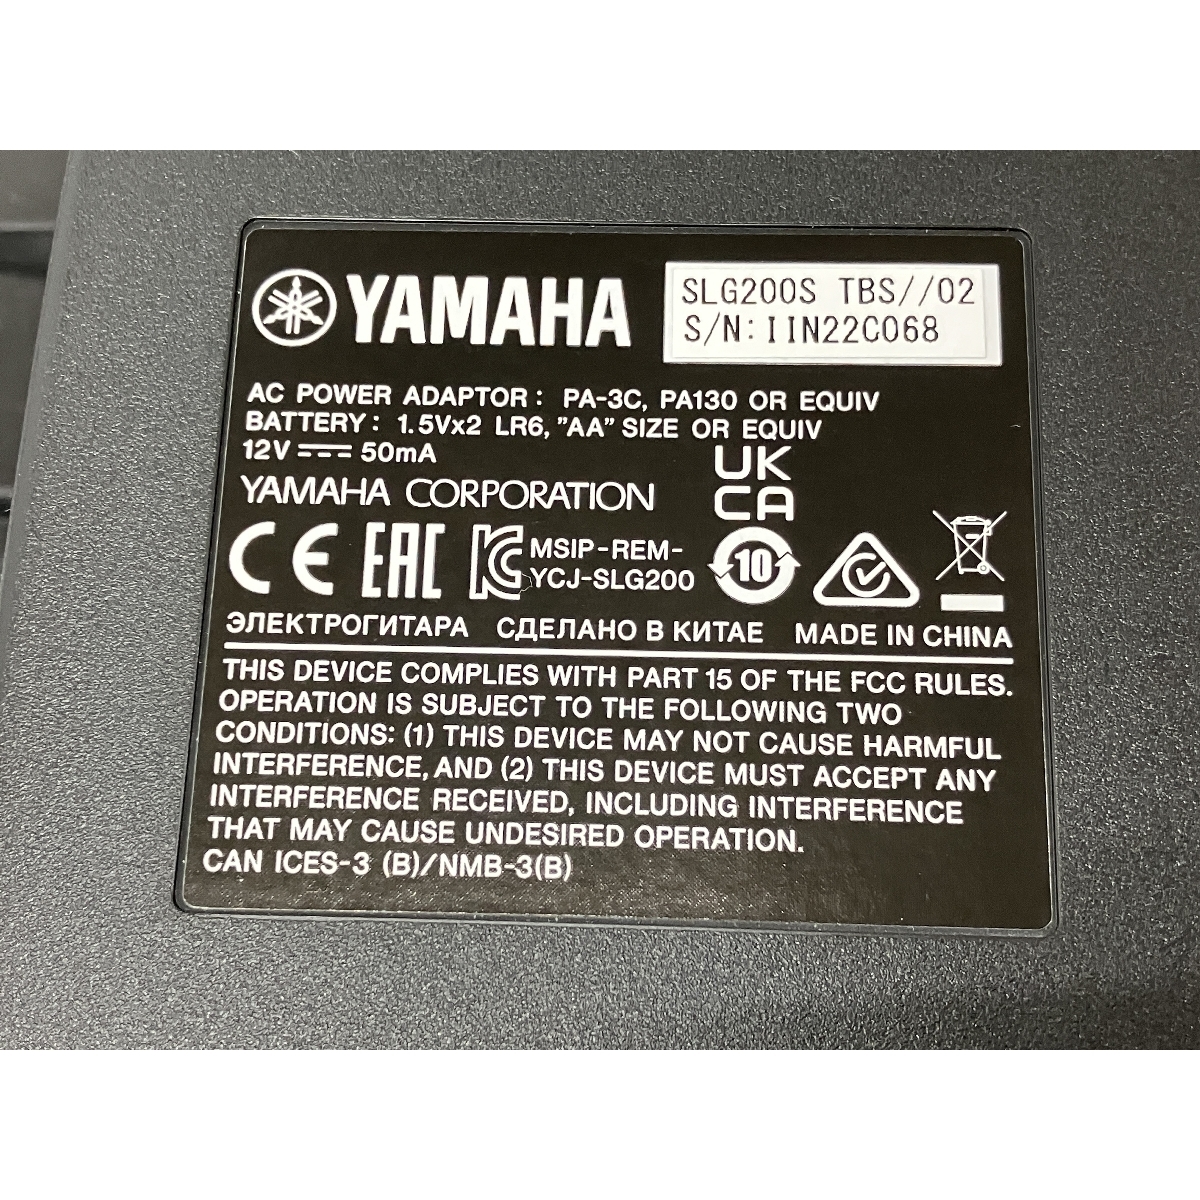 YAMAHA
SLG200S TBS//02
S/N:IIN22C068
AC POWER ADAPTOR : PA-3C, PA130 OR EQUIV
BATTERY : 1.5Vx2 LR6, "AA" SIZE OR EQUIV
12V 50mA
YAMAHA CORPORATION
UK
CA
CE EAC KC MSIP-REM-
YCJ-SLG200
10
ЭЛЕКТРОГИТАРА СДЕЛАНО В КИТАЕ MADE IN CHINA
THIS DEVICE COMPLIES WITH PART 15 OF THE FCC RULES.
OPERATION IS SUBJECT TO THE FOLLOWING TWO
CONDITIONS: (1) THIS DEVICE MAY NOT CAUSE HARMFUL
INTERFERENCE, AND (2) THIS DEVICE MUST ACCEPT ANY
INTERFERENCE RECEIVED, INCLUDING INTERFERENCE
THAT MAY CAUSE UNDESIRED OPERATION.
CAN ICES-3 (B)/NMB-3(B)